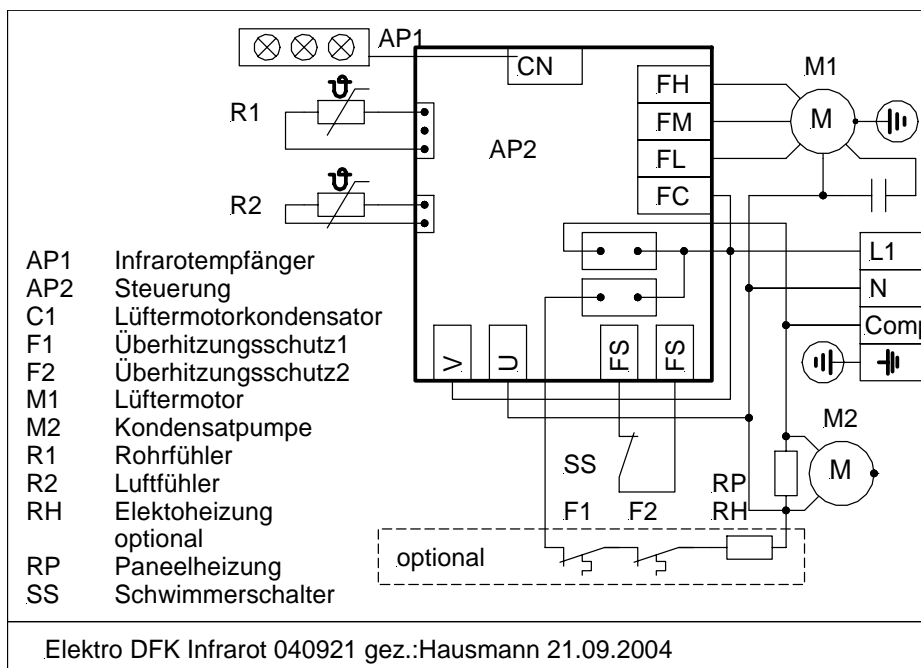 AP1
CN
FH
M1
R1
FM
M
AP2
FL
R2
FC
AP1 Infrarotempfänger
L1
AP2 Steuerung
N
C1 Lüftermotorkondensator
Comp
F1 Überhitzungsschutz1
V
U
FS
FS
F2 Überhitzungsschutz2
M1 Lüftermotor
M2 Kondensatpumpe
M2
R1 Rohrfühler
SS
RP
M
R2 Luftfühler
RH Elektoheizung
optional
F1
F2
RH
RP Paneelheizung
optional
SS Schwimmerschalter
Elektro DFK Infrarot 040921 gez.:Hausmann 21.09.2004